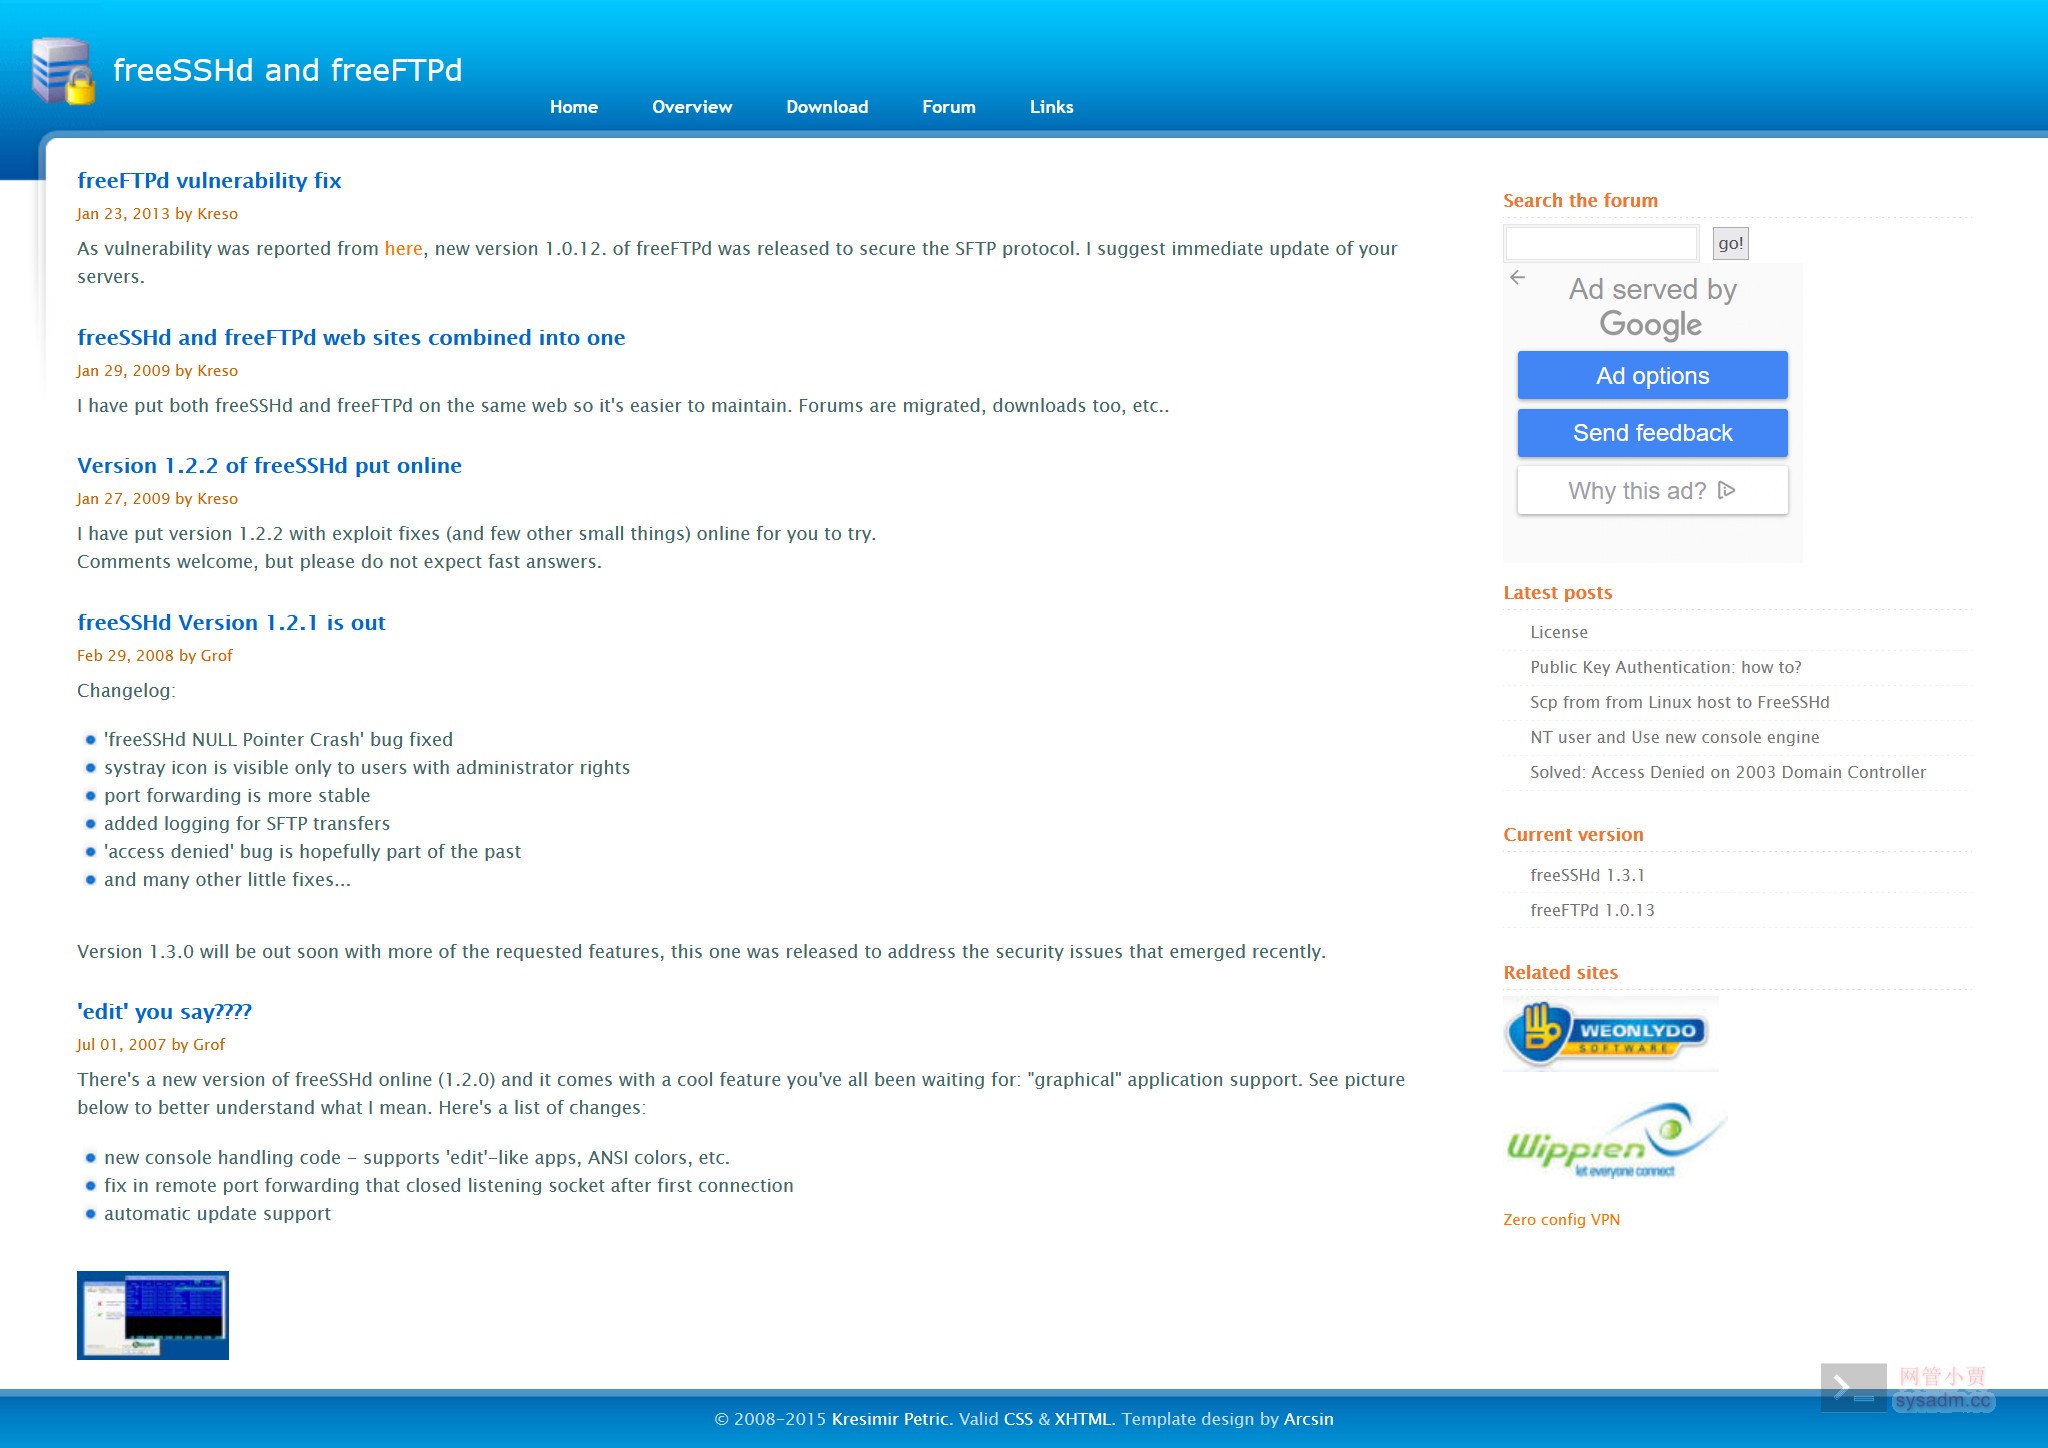 freeSSHd and freeFTPd
Home Overview Download Forum Links
freeFTPd vulnerability fix
Jan 23, 2013 by Kreso
As vulnerability was reported from here, new version 1.0.12. of freeFTPd was released to secure the SFTP protocol. I suggest immediate update of your
servers.
freeSSHd and freeFTPd web sites combined into one
Jan 29, 2009 by Kreso
I have put both freeSSHd and freeFTPd on the same web so it's easier to maintain. Forums are migrated, downloads too, etc..
Version 1.2.2 of freeSSHd put online
Jan 27, 2009 by Kreso
I have put version 1.2.2 with exploit fixes (and few other small things) online for you to try.
Comments welcome, but please do not expect fast answers.
freeSSHd Version 1.2.1 is out
Feb 29, 2008 by Grof
Changelog:
'freeSSHd NULL Pointer Crash' bug fixed
systray icon is visible only to users with administrator rights
port forwarding is more stable
added logging for SFTP transfers
'access denied' bug is hopefully part of the past
and many other little fixes...
Version 1.3.0 will be out soon with more of the requested features, this one was released to address the security issues that emerged recently.
'edit' you say????
Jul 01, 2007 by Grof
There's a new version of freeSSHd online (1.2.0) and it comes with a cool feature you've all been waiting for: "graphical" application support. See picture
below to better understand what I mean. Here's a list of changes:
new console handling code - supports 'edit'-like apps, ANSI colors, etc.
fix in remote port forwarding that closed listening socket after first connection
automatic update support
Search the forum
go!
Ad served by
Google
Ad options
Send feedback
Why this ad?
Latest posts
License
Public Key Authentication: how to?
Scp from from Linux host to FreeSSHd
NT user and Use new console engine
Solved: Access Denied on 2003 Domain Controller
Current version
freeSSHd 1.3.1
freeFTPd 1.0.13
Related sites
WEONLYDO
SOFTWARE
Wippien
let everyone connect
Zero config VPN
网管小贾
sysadm.cc
© 2008-2015 Kresimir Petric. Valid CSS & XHTML. Template design by Arcsin